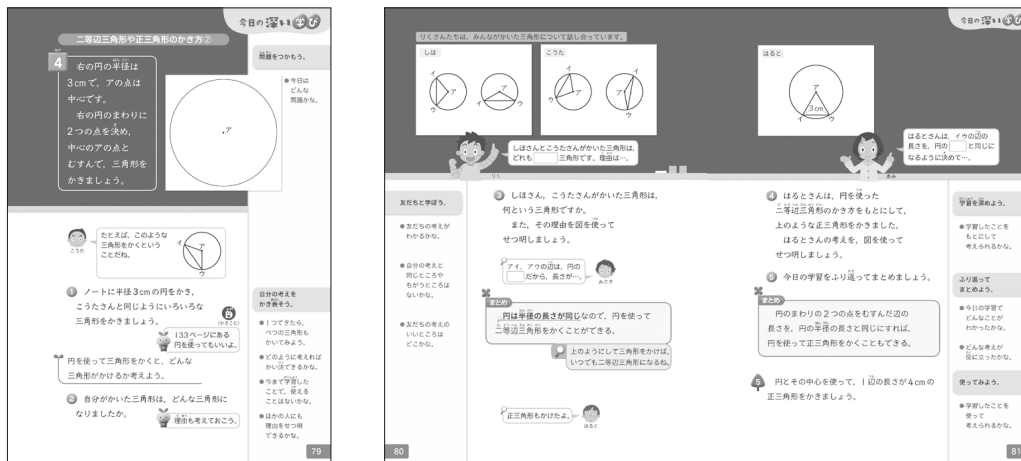 今日の深い学び
二等辺三角形や正三角形のかき方②
4
右の円の半径は
3cmで，アの点は
中心です。
右の円のまわりに
2つの点を決め，
中心のアの点と
むすんで，三角形を
かきましょう。
ア
問題をつかもう。
●今日は
どんな
問題かな。
こうた
たとえば，このような
三角形をかくという
ことだね。
イ
ア
ウ
① ノートに半径3cmの円をかき，
こうたさんと同じようにいろいろな
三角形をかきましょう。
133ページにある
円を使ってもいいよ。
円を使って三角形をかくと，どんな
三角形がかけるか考えよう。
② 自分がかいた三角形は，どんな三角形に
なりましたか。
理由も考えておこう。
自分の考えを
かき表そう。
●1つできたら，
べつの三角形も
かいてみよう。
●どのように考えれば
かい決できるかな。
●今まで学習した
ことで，使える
ことはないかな。
●ほかの人にも
理由をせつ明
できるかな。
79
りくさんたちは，みんながかいた三角形について話し合っています。
しほ
イ
ア
ウ
イ
ア
ウ
こうた
イ
ア
ウ
イ
ア
ウ
しほさんとこうたさんがかいた三角形は，
どれも□三角形です。理由は…。
りく
友だちと学ぼう。
●友だちの考えが
わかるかな。
●自分の考えと
同じところや
ちがうところは
ないかな。
●友だちの考えの
いいところは
どこかな。
③ しほさん，こうたさんがかいた三角形は，
何という三角形ですか。
また，その理由を図を使って
せつ明しましょう。
アイ，アウの辺は，円の
□だから，長さが…。
みさき
まとめ
円は半径の長さが同じなので，円を使って
二等辺三角形をかくことができる。
上のようにして三角形をかけば，
いつでも二等辺三角形になるね。
正三角形もかけたよ。
はると
80
今日の深い学び
はると
ア
3cm
イ
ウ
はるとさんは，イウの辺の
長さを，円の□と同じに
なるように決めて…。
あみ
④ はるとさんは，円を使った
二等辺三角形のかき方をもとにして，
上のような正三角形をかきました。
はるとさんの考えを，図を使って
せつ明しましょう。
⑤ 今日の学習をふり返ってまとめましょう。
まとめ
円のまわりの2つの点をむすんだ辺の
長さを，円の半径の長さと同じにすれば，
円を使って正三角形をかくこともできる。
5 円とその中心を使って，1辺の長さが4cmの
正三角形をかきましょう。
学習を深めよう。
●学習したことを
もとにして
考えられるかな。
ふり返って
まとめよう。
●今日の学習で
どんなことが
わかったかな。
●どんな考えが
役に立ったかな。
使ってみよう。
●学習したことを
使って
考えられるかな。
81